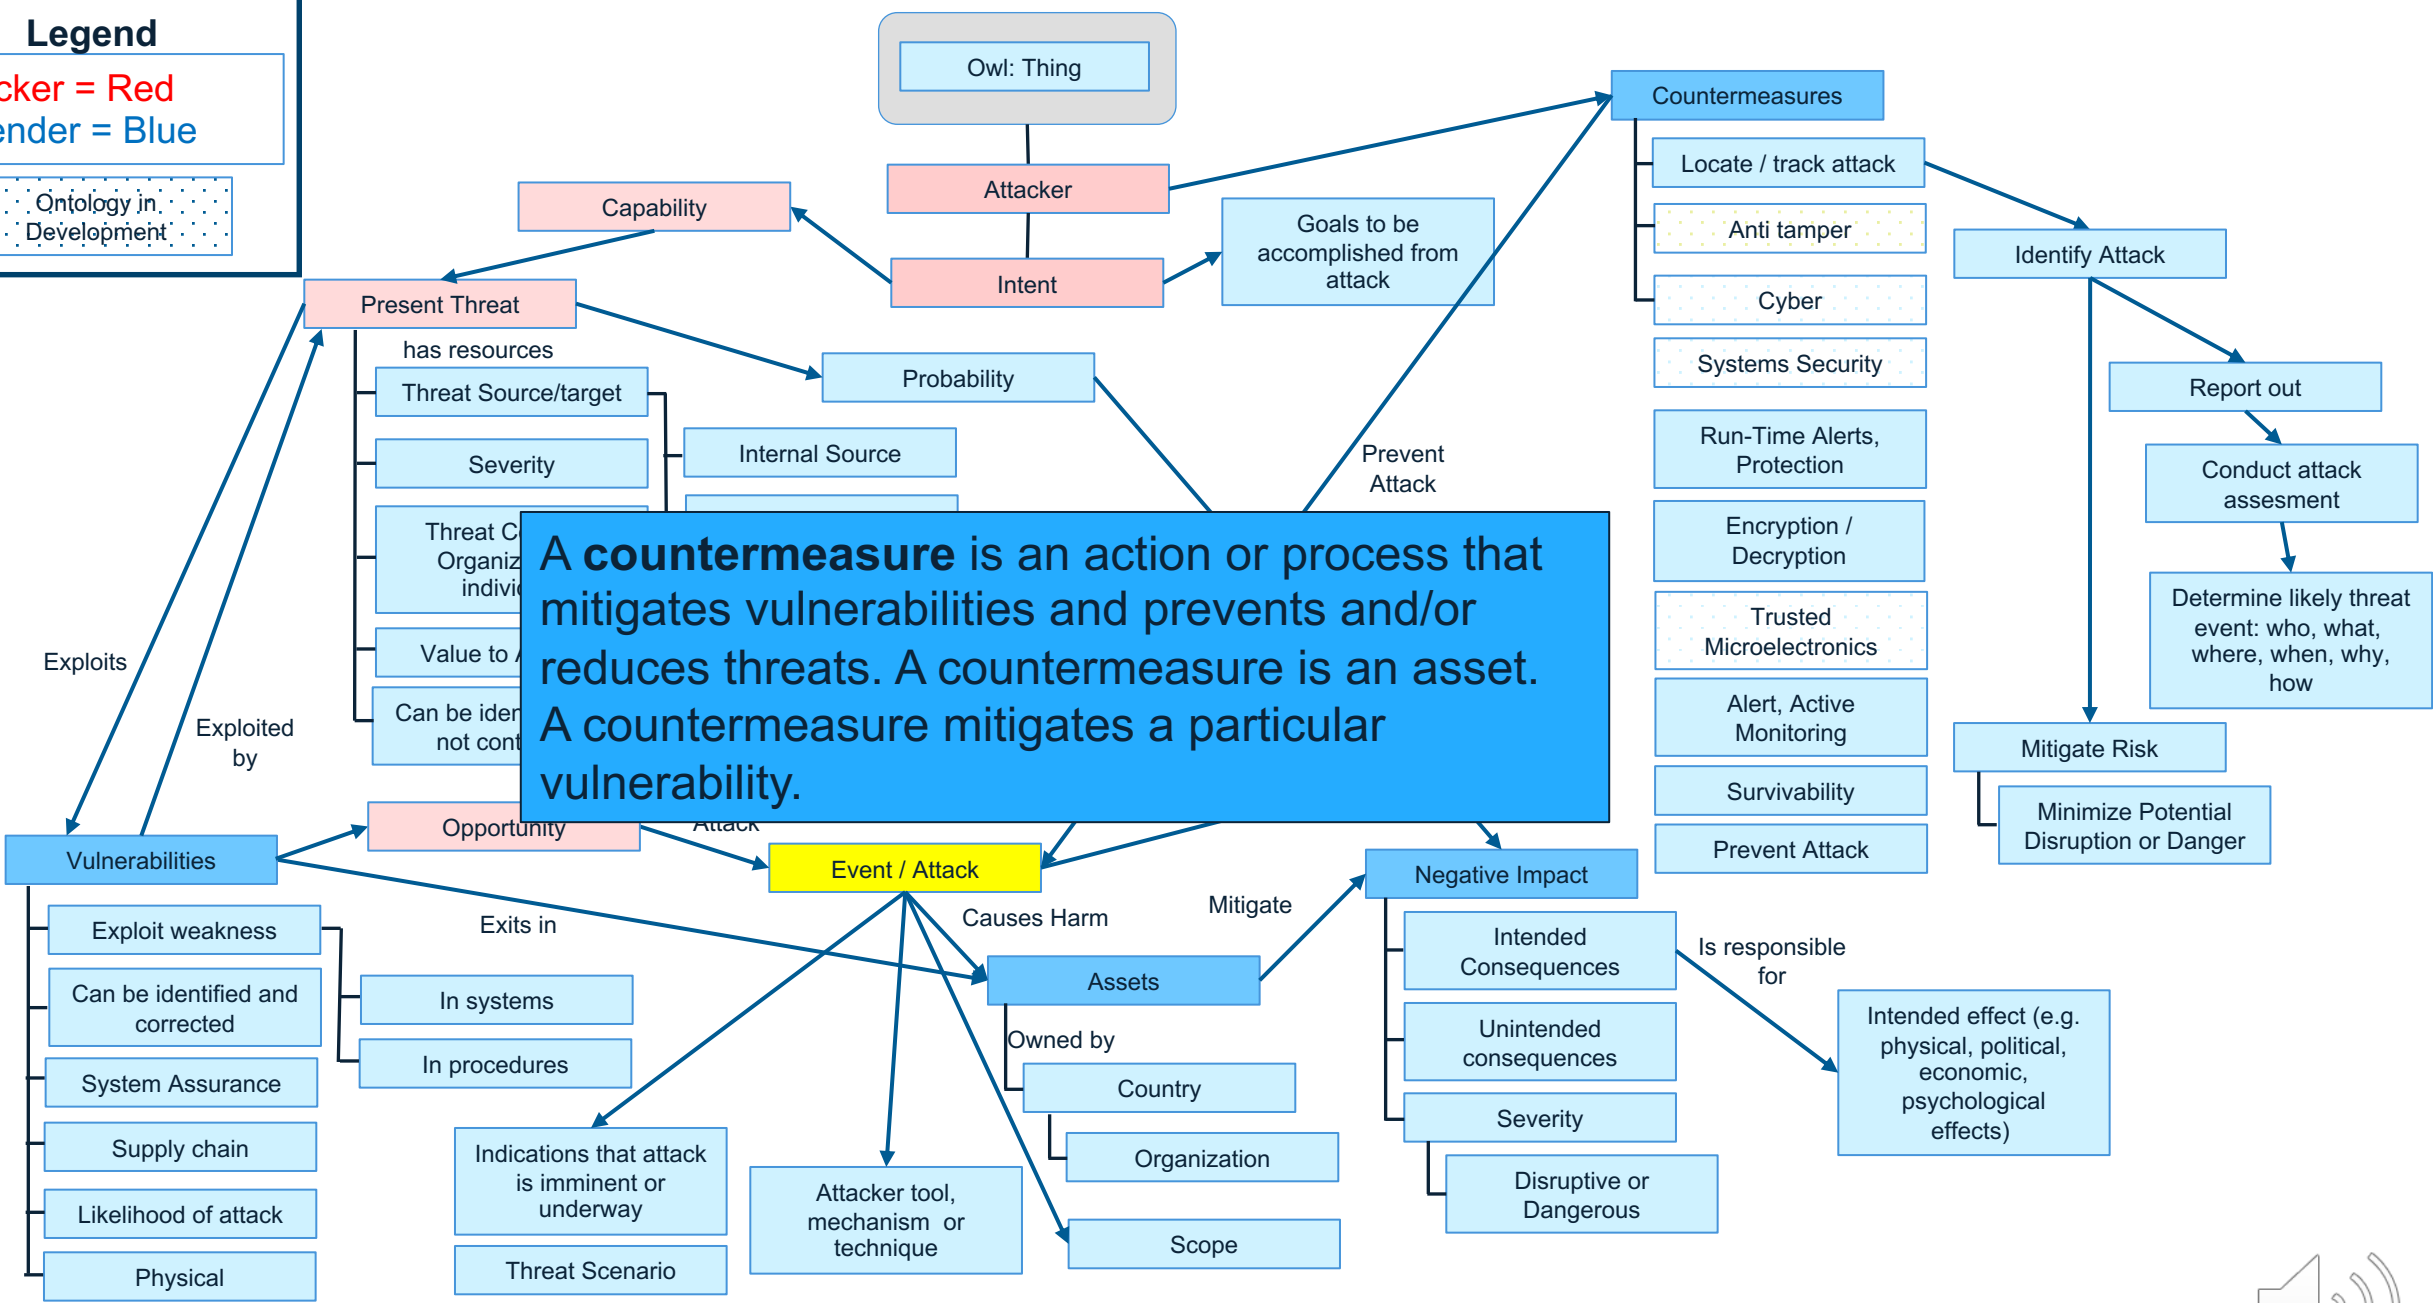 Legend
cker = Red
ender = Blue
Ontology in
Development
Owl: Thing
Attacker
Intent
Capability
Goals to be
accomplished from
attack
Present Threat
has resources
Threat Source/target
Internal Source
Severity
Threat
Organiz
indivi
Value to
Can be iden
not cont
Probability
Prevent
Attack
Countermeasures
Locate / track attack
Anti tamper
Cyber
Systems Security
Run-Time Alerts,
Protection
Encryption /
Decryption
Trusted
Microelectronics
Alert, Active
Monitoring
Survivability
Prevent Attack
Identify Attack
Report out
Conduct attack
assesment
Determine likely threat
event: who, what,
where, when, why,
how
Mitigate Risk
Minimize Potential
Disruption or Danger
A countermeasure is an action or process that
mitigates vulnerabilities and prevents and/or
reduces threats. A countermeasure is an asset.
A countermeasure mitigates a particular
vulnerability.
Exploits
Exploited
by
Vulnerabilities
Opportunity
Attack
Event / Attack
Exits in
Causes Harm
Mitigate
Negative Impact
Exploit weakness
Can be identified and
corrected
System Assurance
Supply chain
Likelihood of attack
Physical
In systems
In procedures
Indications that attack
is imminent or
underway
Threat Scenario
Attacker tool,
mechanism or
technique
Scope
Assets
Owned by
Country
Organization
Intended
Consequences
Unintended
consequences
Severity
Disruptive or
Dangerous
Is responsible
for
Intended effect (e.g.
physical, political,
economic,
psychological
effects)